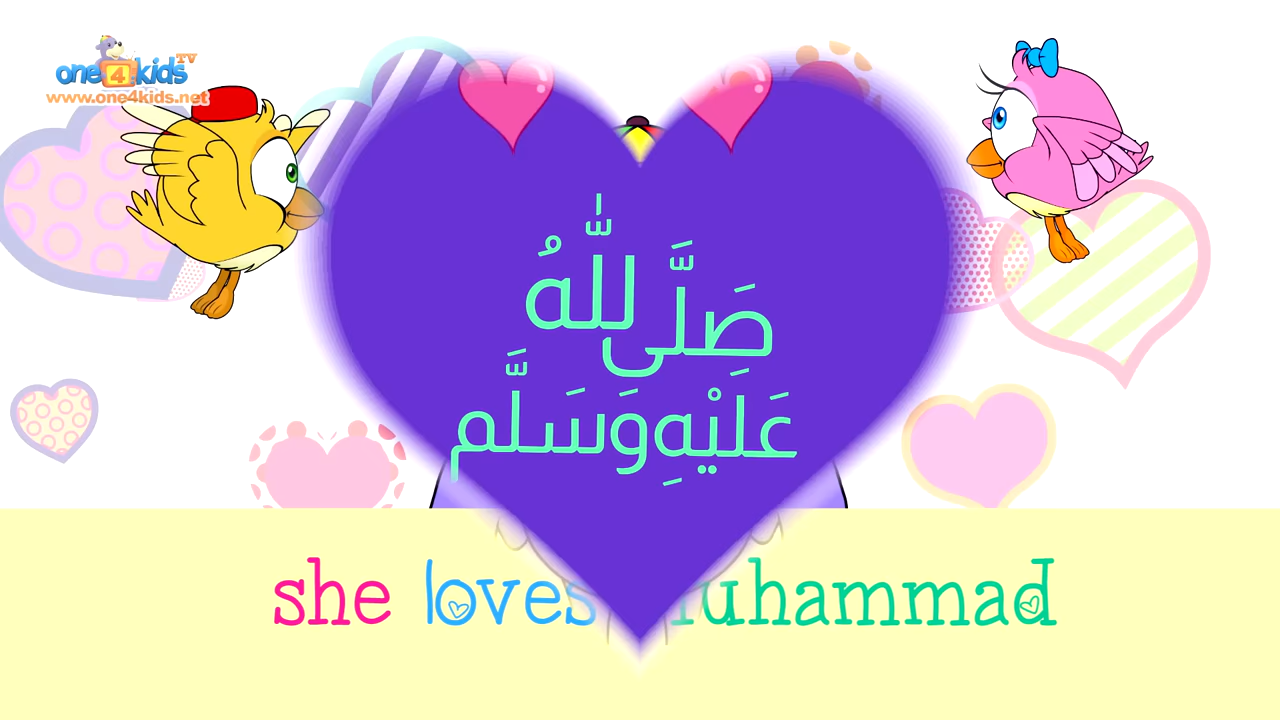 one4kids TV
www.one4kids.net
صَلَّى اللّٰهُ
عَلَيْهِ وَسَلَّم
she loves uhammad